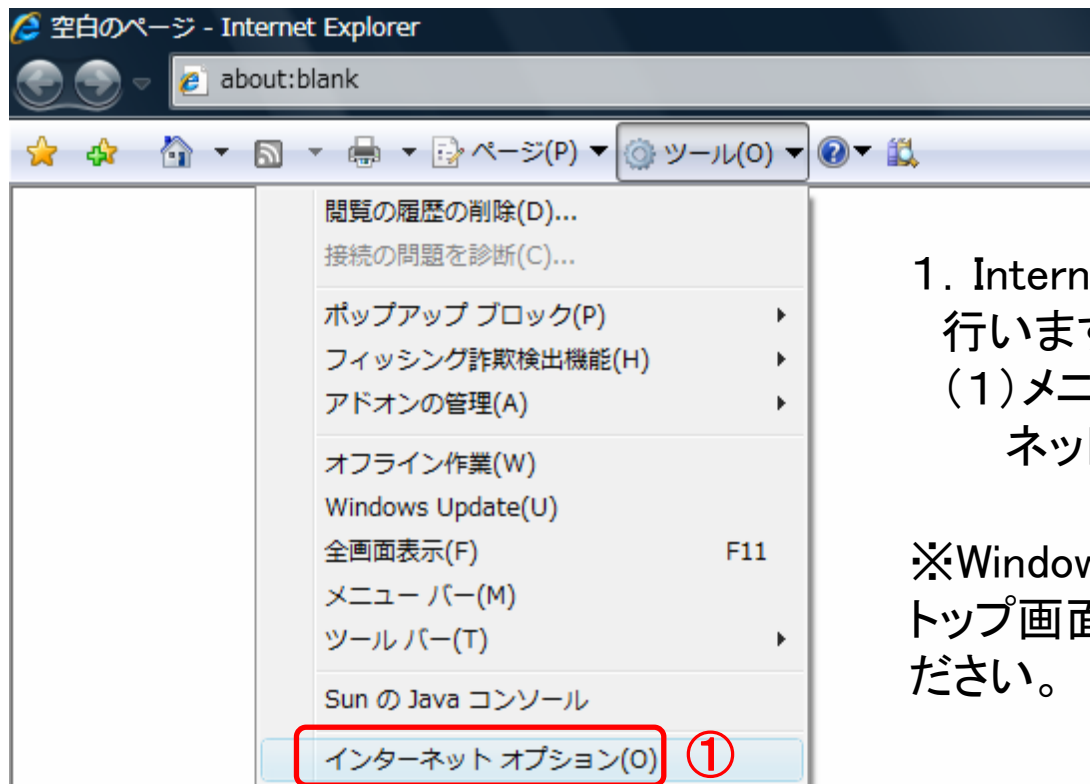 空白のページ - Internet Explorer
about:blank
ページ(P) ツール(O)
閲覧の履歴の削除(D)...
接続の問題を診断(C)...
ポップアップ ブロック(P)
フィッシング詐欺検出機能(H)
アドオンの管理(A)
オフライン作業(W)
Windows Update(U)
全画面表示(F) F11
メニュー バー(M)
ツール バー(T)
Sun の Java コンソール
インターネット オプション(O) ①
1. Intern
行います
(1)メニ
ネッ
※Window
トップ画面
ださい。